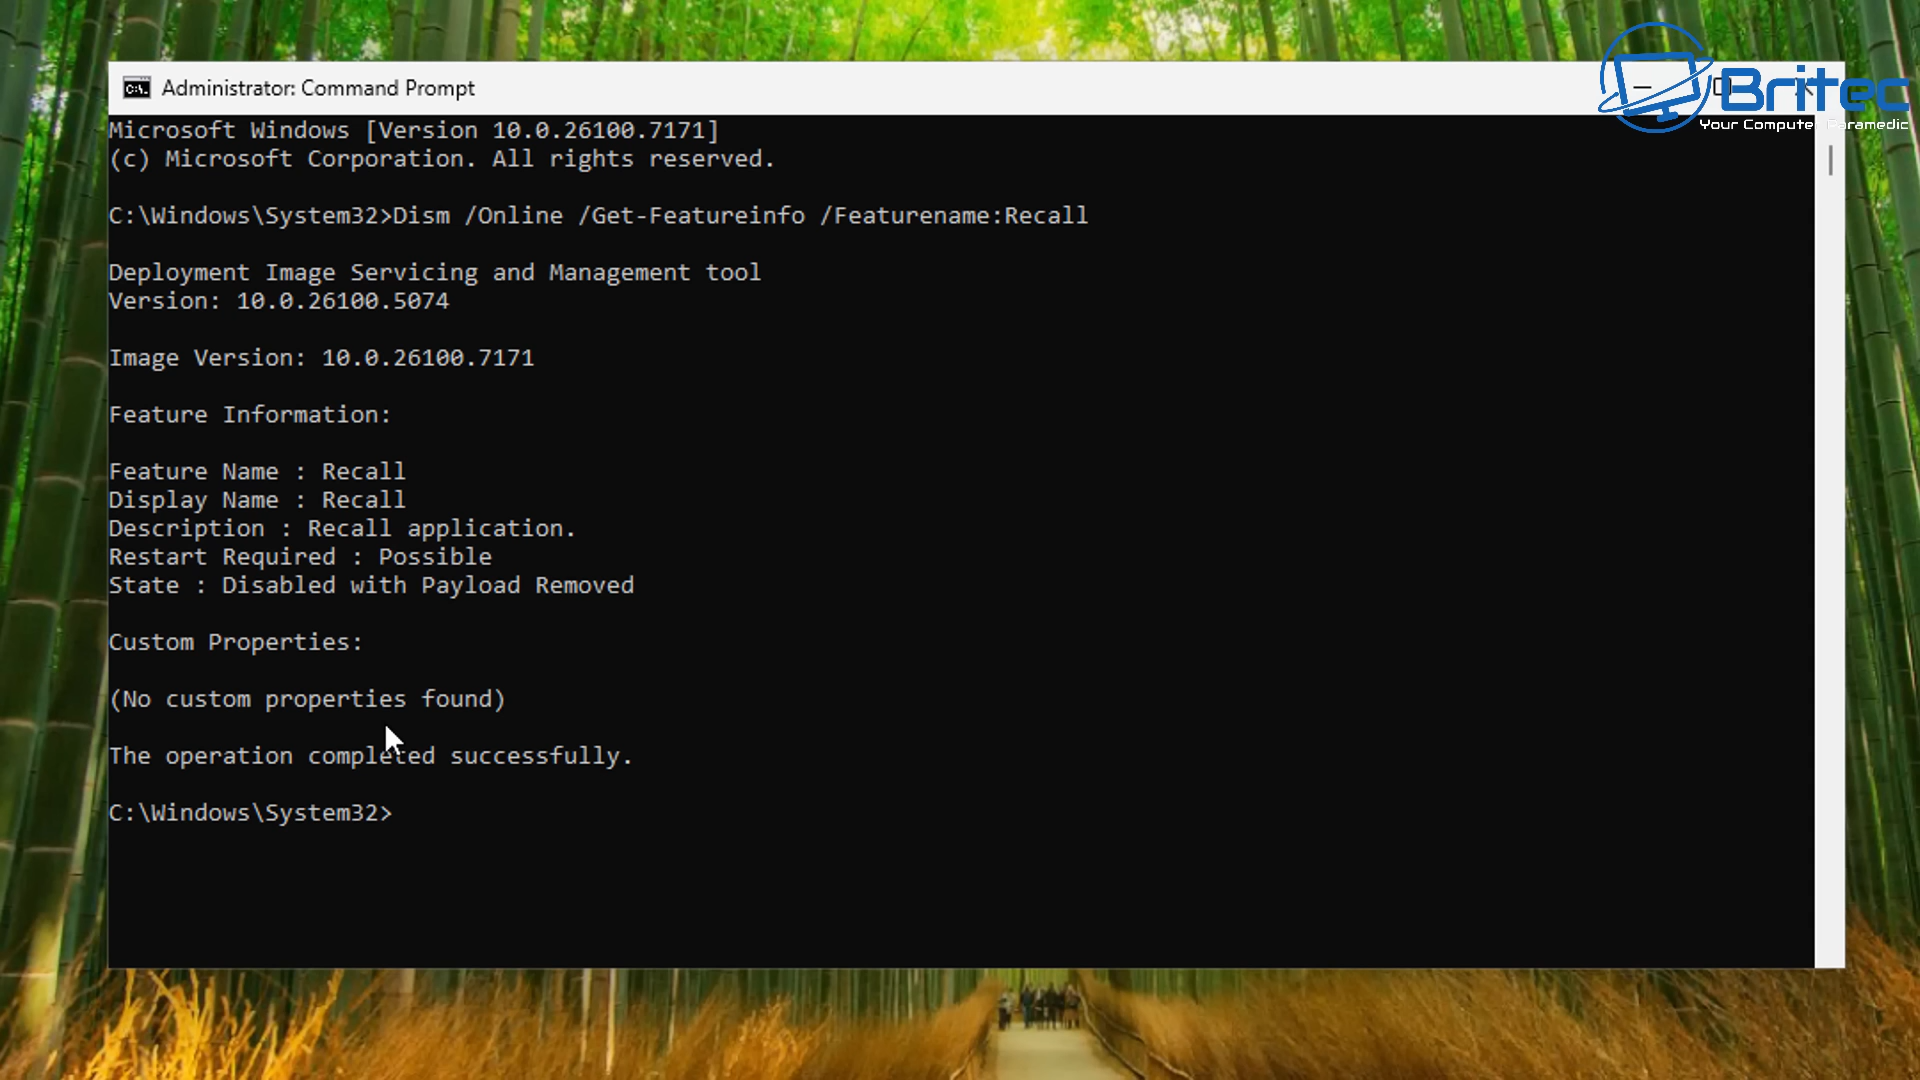 Administrator: Command Prompt
Britec
Your Computer Paramedic
Microsoft Windows [Version 10.0.26100.7171]
(c) Microsoft Corporation. All rights reserved.
C:\Windows\System32>Dism /Online /Get-Featureinfo /Featurename:Recall
Deployment Image Servicing and Management tool
Version: 10.0.26100.5074
Image Version: 10.0.26100.7171
Feature Information:
Feature Name : Recall
Display Name : Recall
Description : Recall application.
Restart Required : Possible
State : Disabled with Payload Removed
Custom Properties:
(No custom properties found)
The operation completed successfully.
C:\Windows\System32>